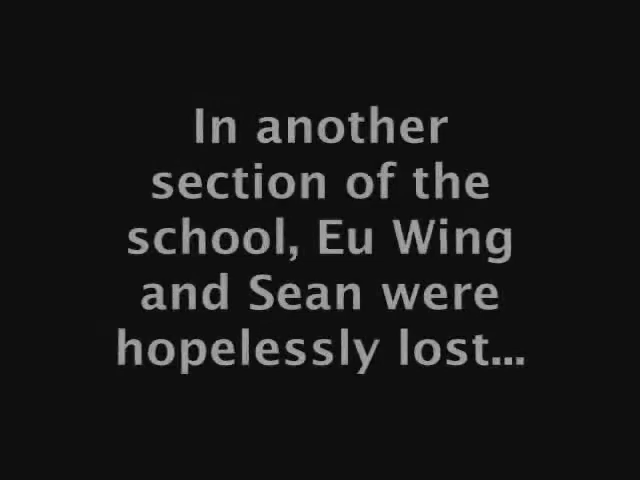 In another
section of the
school, Eu Wing
and Sean were
hopelessly lost...